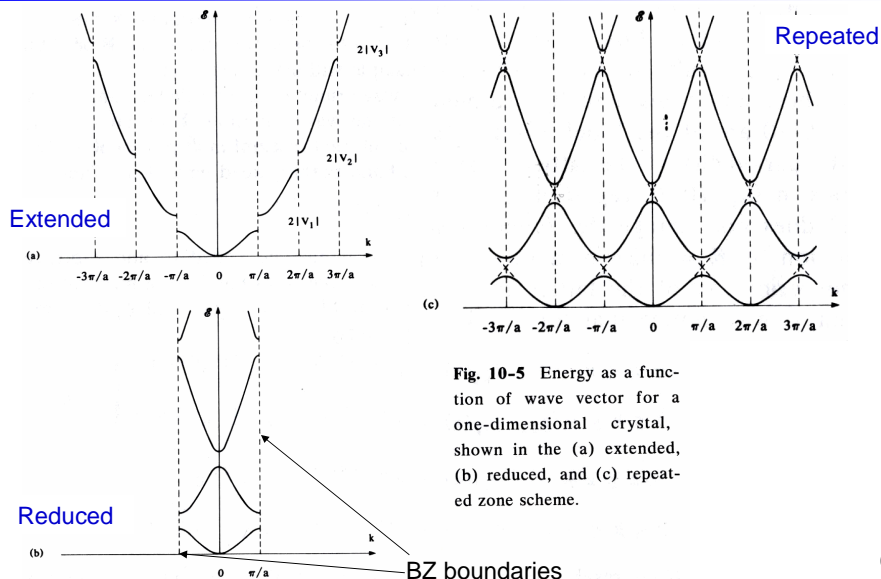 ℰ
2|V₃|
2|V₂|
2|V₁|
Extended
k
(a)
-3π/a -2π/a -π/a 0 π/a 2π/a 3π/a
ℰ
Repeated
k
(c)
-3π/a -2π/a -π/a 0 π/a 2π/a 3π/a
ℰ
Reduced
k
(b)
0 π/a
BZ boundaries
Fig. 10-5 Energy as a func-
tion of wave vector for a
one-dimensional crystal,
shown in the (a) extended,
(b) reduced, and (c) repeat-
ed zone scheme.